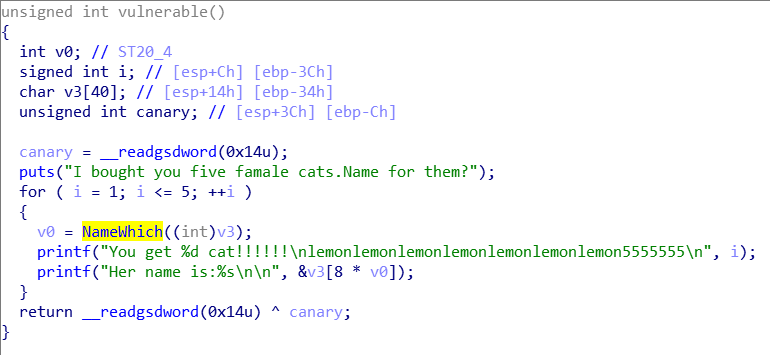 unsigned int vulnerable()
{
  int v0; // ST20_4
  signed int i; // [esp+Ch] [ebp-3Ch]
  char v3[40]; // [esp+14h] [ebp-34h]
  unsigned int canary; // [esp+3Ch] [ebp-Ch]

  canary = __readgsdword(0x14u);
  puts("I bought you five famale cats.Name for them?");
  for ( i = 1; i <= 5; ++i )
  {
    v0 = NameWhich((int)v3);
    printf("You get %d cat!!!!!!\nlemonlemonlemonlemonlemonlemonlemon5555555\n", i);
    printf("Her name is:%s\n\n", &v3[8 * v0]);
  }
  return __readgsdword(0x14u) ^ canary;
}